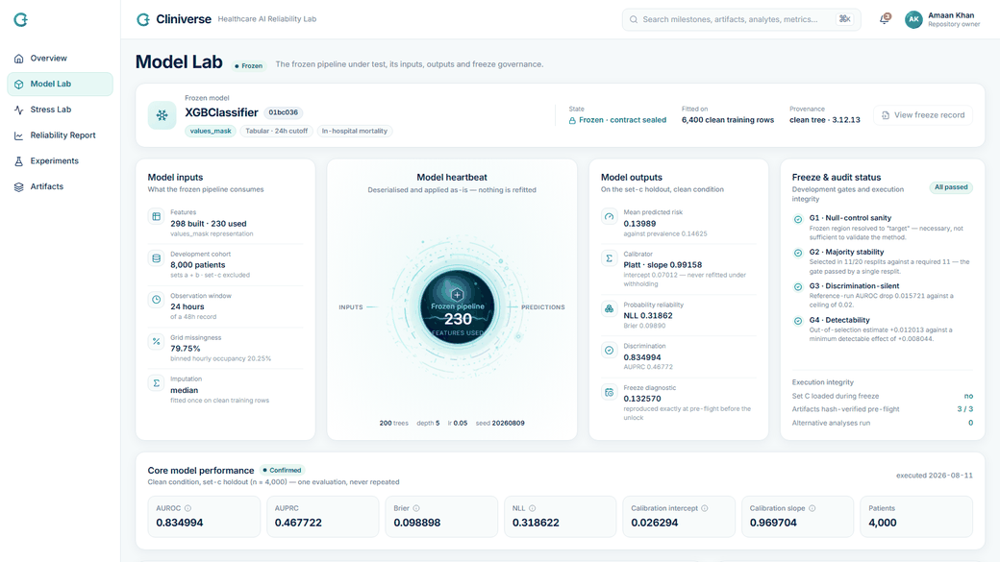 Cliniverse
Healthcare AI Reliability Lab
Search milestones, artifacts, analytes, metrics...
⌘K
3
AK
Amaan Khan
Repository owner
Overview
Model Lab
Stress Lab
Reliability Report
Experiments
Artifacts
Model Lab
Frozen
The frozen pipeline under test, its inputs, outputs and freeze governance.
Frozen model
XGBClassifier
01bc036
values_mask
Tabular · 24h cutoff
In-hospital mortality
State
Frozen · contract sealed
Fitted on
6,400 clean training rows
Provenance
clean tree · 3.12.13
View freeze record
Model inputs
What the frozen pipeline consumes
Features
298 built · 230 used
values_mask representation
Development cohort
8,000 patients
sets a + b · set-c excluded
Observation window
24 hours
of a 48h record
Grid missingness
79.75%
binned hourly occupancy 20.25%
Imputation
median
fitted once on clean training rows
Model heartbeat
Deserialised and applied as-is — nothing is refitted
INPUTS
Frozen pipeline
230
FEATURES USED
PREDICTIONS
200 trees
depth 5
lr 0.05
seed 20260809
Model outputs
On the set-c holdout, clean condition
Mean predicted risk
0.13989
against prevalence 0.14625
Calibrator
Platt · slope 0.99158
intercept 0.07012 — never refitted under
withholding
Probability reliability
NLL 0.31862
Brier 0.09890
Discrimination
0.834994
AUPRC 0.46772
Freeze diagnostic
0.132570
reproduced exactly at pre-flight before the
unlock
Freeze & audit status
Development gates and execution
integrity
All passed
G1 · Null-control sanity
Frozen region resolved to "target" — necessary, not
sufficient to validate the method.
G2 · Majority stability
Selected in 11/20 resplits against a required 11 — the
gate passed by a single resplit.
G3 · Discrimination-silent
Reference-run AUROC drop 0.015721 against a
ceiling of 0.02.
G4 · Detectability
Out-of-selection estimate +0.012013 against a
minimum detectable effect of +0.008044.
Execution integrity
Set C loaded during freeze
no
Artifacts hash-verified pre-flight
3 / 3
Alternative analyses run
0
Core model performance
Confirmed
Clean condition, set-c holdout (n = 4,000) — one evaluation, never repeated
executed 2026-08-11
AUROC
0.834994
AUPRC
0.467722
Brier
0.098898
NLL
0.318622
Calibration intercept
0.026294
Calibration slope
0.969704
Patients
4,000